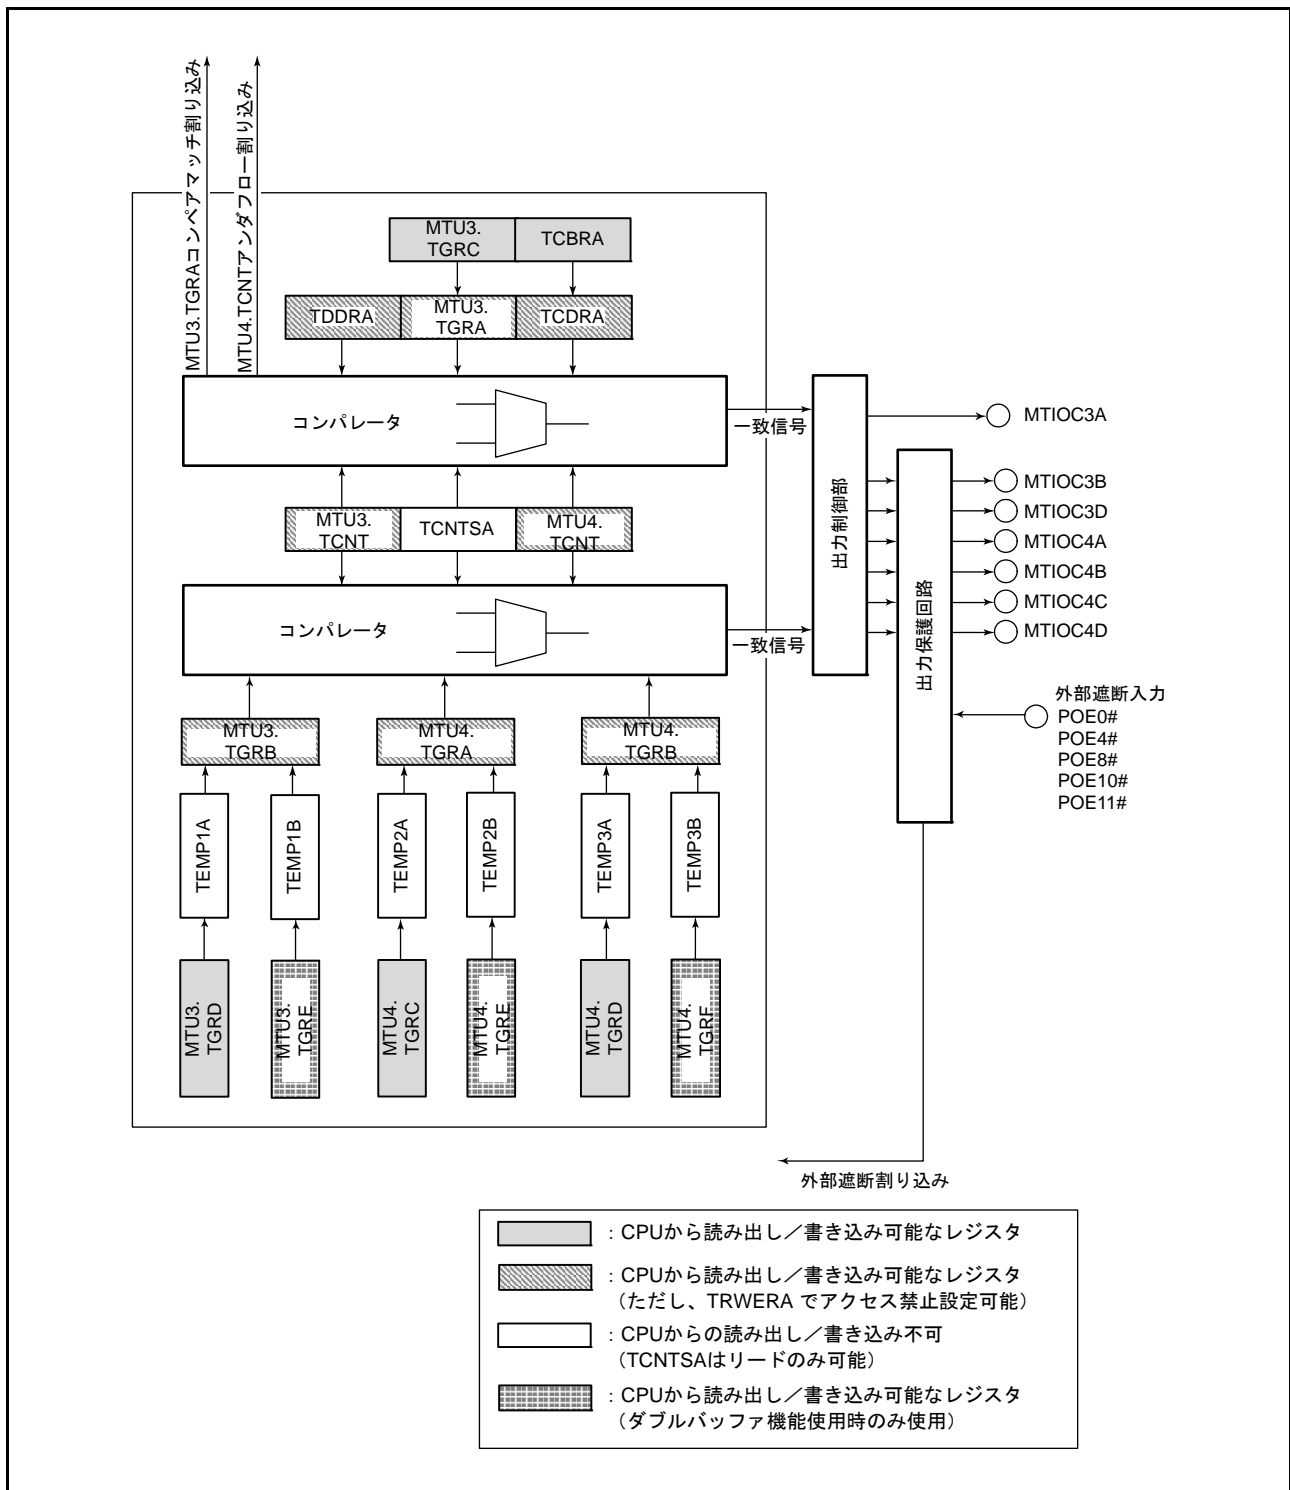 MTU3.TGRAコンペアマッチ割り込み
MTU4.TCNTアンダフロー割り込み
MTU3.
TGRC
TCBRA
TDDRA
MTU3.
TGRA
TCDRA
コンパレータ
一致信号
MTU3.
TCNT
TCNTSA
MTU4.
TCNT
コンパレータ
一致信号
出力制御部
出力保護回路
MTIOC3A
MTIOC3B
MTIOC3D
MTIOC4A
MTIOC4B
MTIOC4C
MTIOC4D
外部遮断入力
POE0#
POE4#
POE8#
POE10#
POE11#
MTU3.
TGRB
MTU4.
TGRA
MTU4.
TGRB
TEMP1A
TEMP1B
TEMP2A
TEMP2B
TEMP3A
TEMP3B
MTU3.
TGRD
MTU3.
TGRE
MTU4.
TGRC
MTU4.
TGRE
MTU4.
TGRD
MTU4.
TGRF
外部遮断割り込み
：CPUから読み出し／書き込み可能なレジスタ
：CPUから読み出し／書き込み可能なレジスタ
（ただし、TRWERA でアクセス禁止設定可能）
：CPUからの読み出し／書き込み不可
（TCNTSAはリードのみ可能）
：CPUから読み出し／書き込み可能なレジスタ
（ダブルバッファ機能使用時のみ使用）